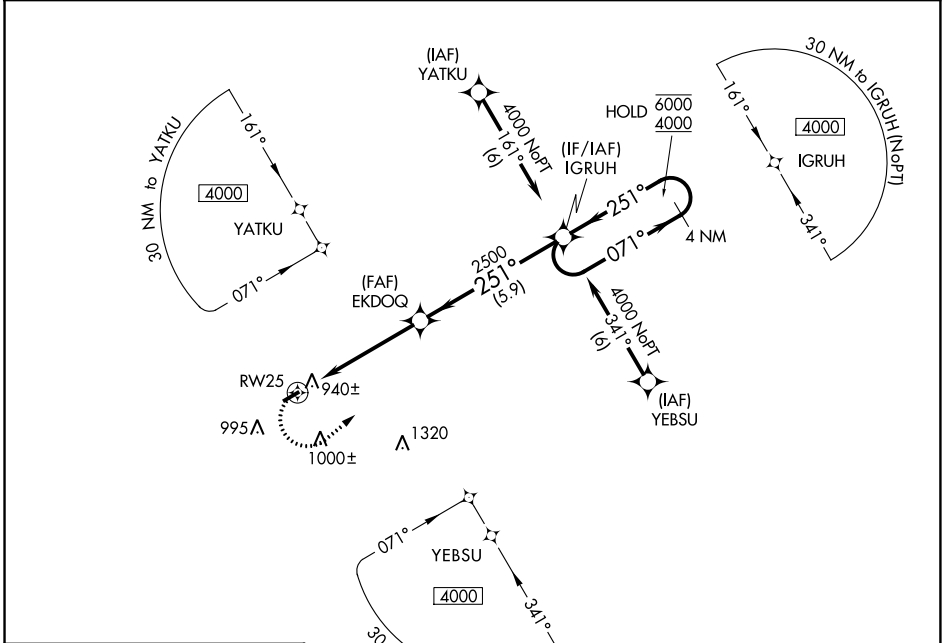 (IAF)
YATKU
4000 NoPT
161°
(6)
HOLD 6000
4000
(IF/IAF)
IGRUH
251°
071°
4 NM
30 NM to IGRUH (NoPT)
161°
4000
IGRUH
341°
30 NM to YATKU
161°
4000
YATKU
071°
2500
251°
(5.9)
(FAF)
EKDOQ
4000 NoPT
341°
(6)
(IAF)
YEBSU
RW25
940±
995
1000±
1320
071°
YEBSU
4000
341°
30